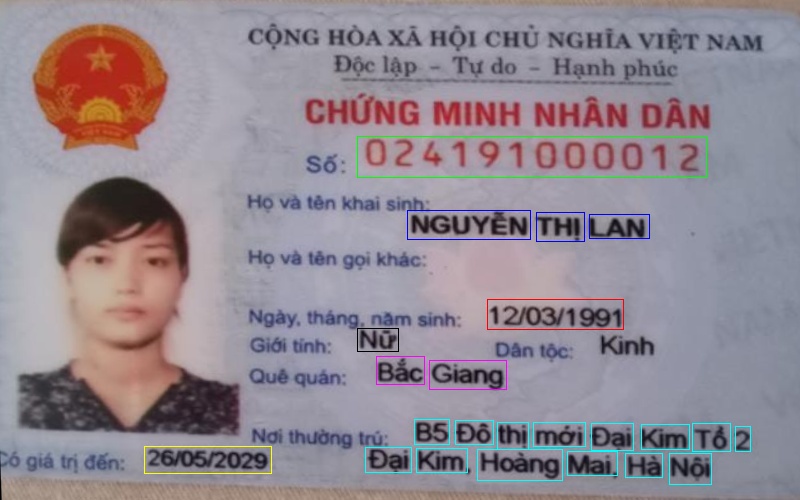 CỘNG HÒA XÃ HỘI CHỦ NGHĨA VIỆT NAM
Độc lập - Tự do - Hạnh phúc
CHỨNG MINH NHÂN DÂN
Số: 024191000012
Họ và tên khai sinh:
NGUYỄN THỊ LAN
Họ và tên gọi khác:
Ngày, tháng, năm sinh: 12/03/1991
Giới tính: Nữ Dân tộc: Kinh
Quê quán: Bắc Giang
Nơi thường trú: B5 Đô thị mới Đại Kim Tổ 2
Có giá trị đến: 26/05/2029 Đại Kim, Hoàng Mai, Hà Nội